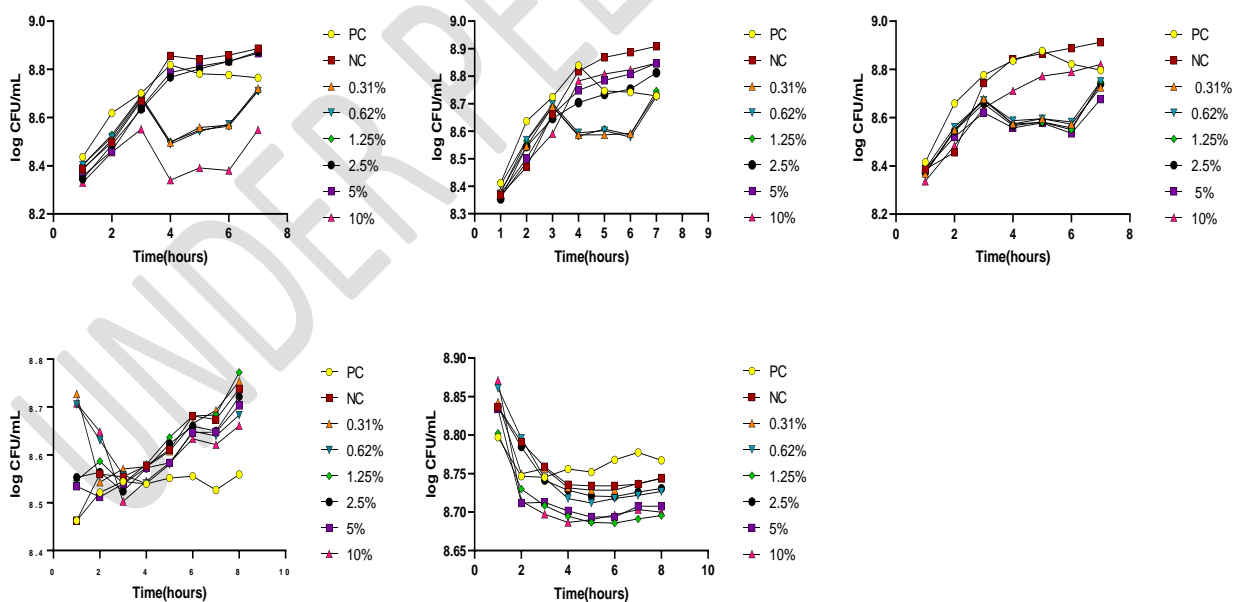 9.0
8.8
8.6
8.4
8.2
0 2 4 6 8
log CFU/mL
Time(hours)
PC
NC
0.31%
0.62%
1.25%
2.5%
5%
10%
9.0
8.9
8.8
8.7
8.6
8.5
8.4
8.3
0 1 2 3 4 5 6 7 8 9
log CFU/mL
Time(hours)
PC
NC
0.31%
0.62%
1.25%
2.5%
5%
10%
9.0
8.8
8.6
8.4
8.2
0 2 4 6 8
log CFU/mL
Time(hours)
PC
NC
0.31%
0.62%
1.25%
2.5%
5%
10%
8.8
8.7
8.6
8.5
8.4
0 2 4 6 8 10
log CFU/mL
Time(hours)
PC
NC
0.31%
0.62%
1.25%
2.5%
5%
10%
8.90
8.85
8.80
8.75
8.70
8.65
0 2 4 6 8 10
log CFU/mL
Time(hours)
PC
NC
0.31%
0.62%
1.25%
2.5%
5%
10%
UNDER PEE